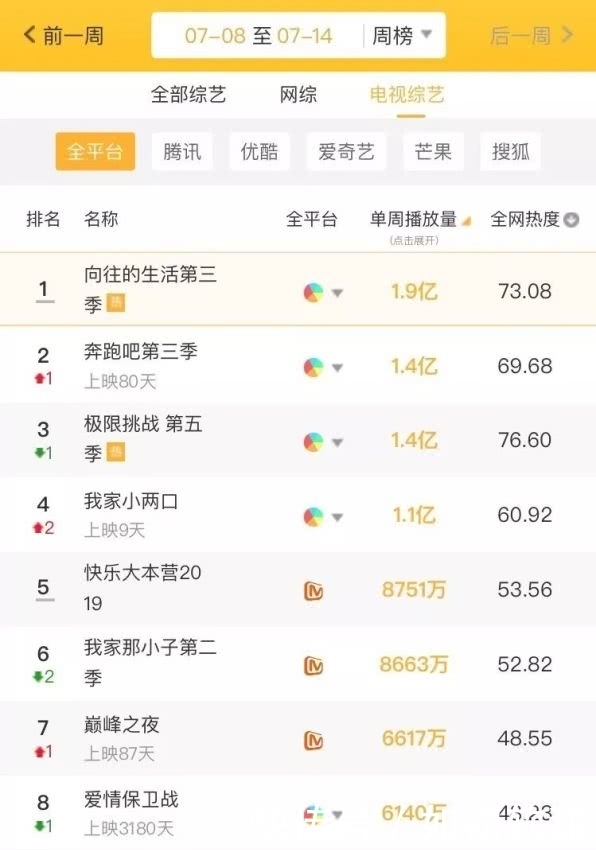 前一周 07-08 至 07-14 周榜 后一周
全部综艺 网综 电视综艺
全平台 腾讯 优酷 爱奇艺 芒果 搜狐
排名 名称 全平台 单周播放量 全网热度
(点击展开)
1 向往的生活第三 1.9亿 73.08
季 热
2 奔跑吧第三季 1.4亿 69.68
1 上映80天
3 极限挑战 第五 1.4亿 76.60
1 季 热
4 我家小两口 1.1亿 60.92
2 上映9天
5 快乐大本营20 8751万 53.56
19
6 我家那小子第二 8663万 52.82
2 季
7 巅峰之夜 6617万 48.55
1 上映87天
8 爱情保卫战 6140万
1 上映3180天